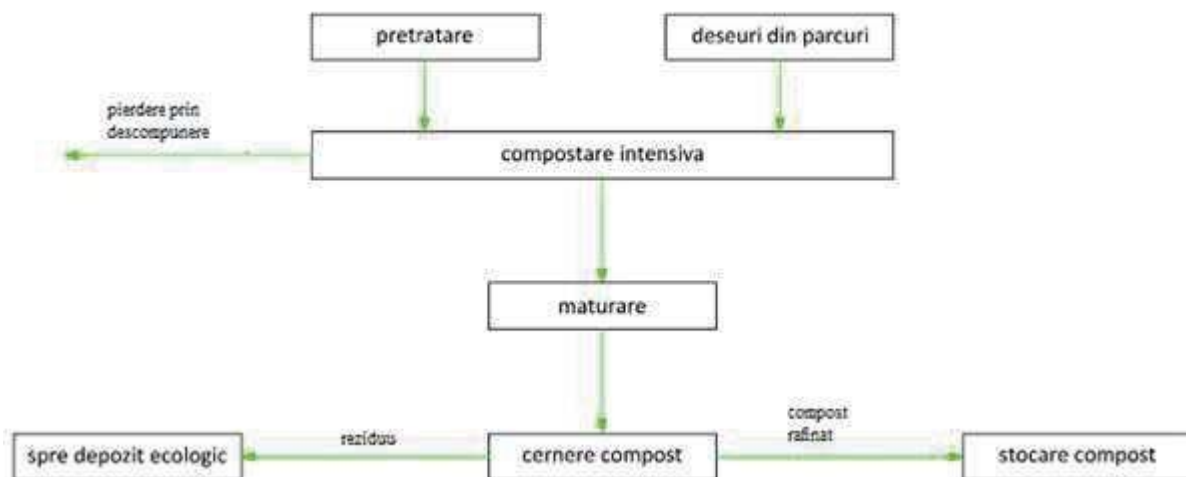 pretratare
deseuri din parcuri
pierdere prin
descompunere
compostare intensiva
maturare
compost
rafinat
spre depozit ecologic
reziduu
cernere compost
stocare compost